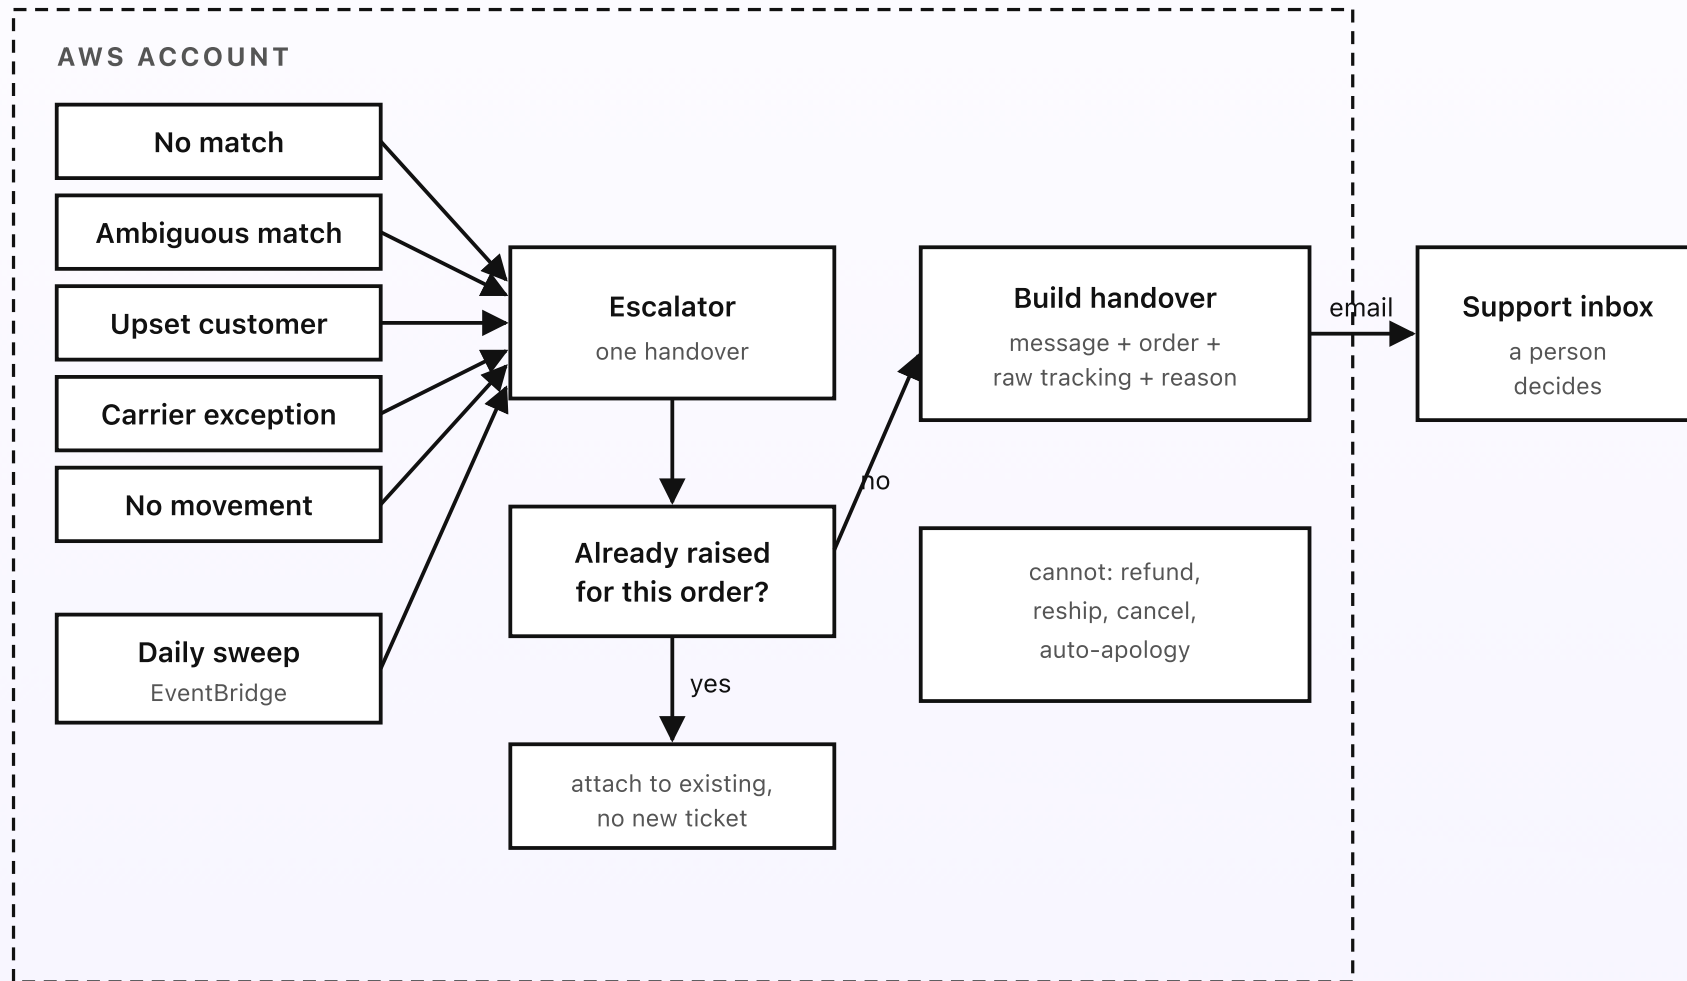 AWS ACCOUNT
No match
Ambiguous match
Upset customer
Carrier exception
No movement
Daily sweep
EventBridge
Escalator
one handover
Already raised
for this order?
yes
attach to existing,
no new ticket
no
Build handover
message + order +
raw tracking + reason
cannot: refund,
reship, cancel,
auto-apology
email
Support inbox
a person
decides